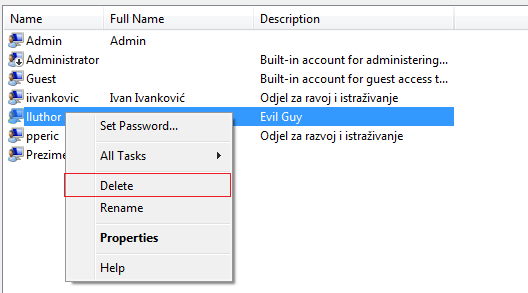 Name Full Name Description
Admin Admin
Administrator Built-in account for administering...
Guest Built-in account for guest access t...
iivankovic Ivan Ivanković Odjel za ravoj i istraživanje
lluthor Evil Guy
pperic Odjel za razvoj i istraživanje
Prezime
Set Password...
All Tasks
Delete
Rename
Properties
Help